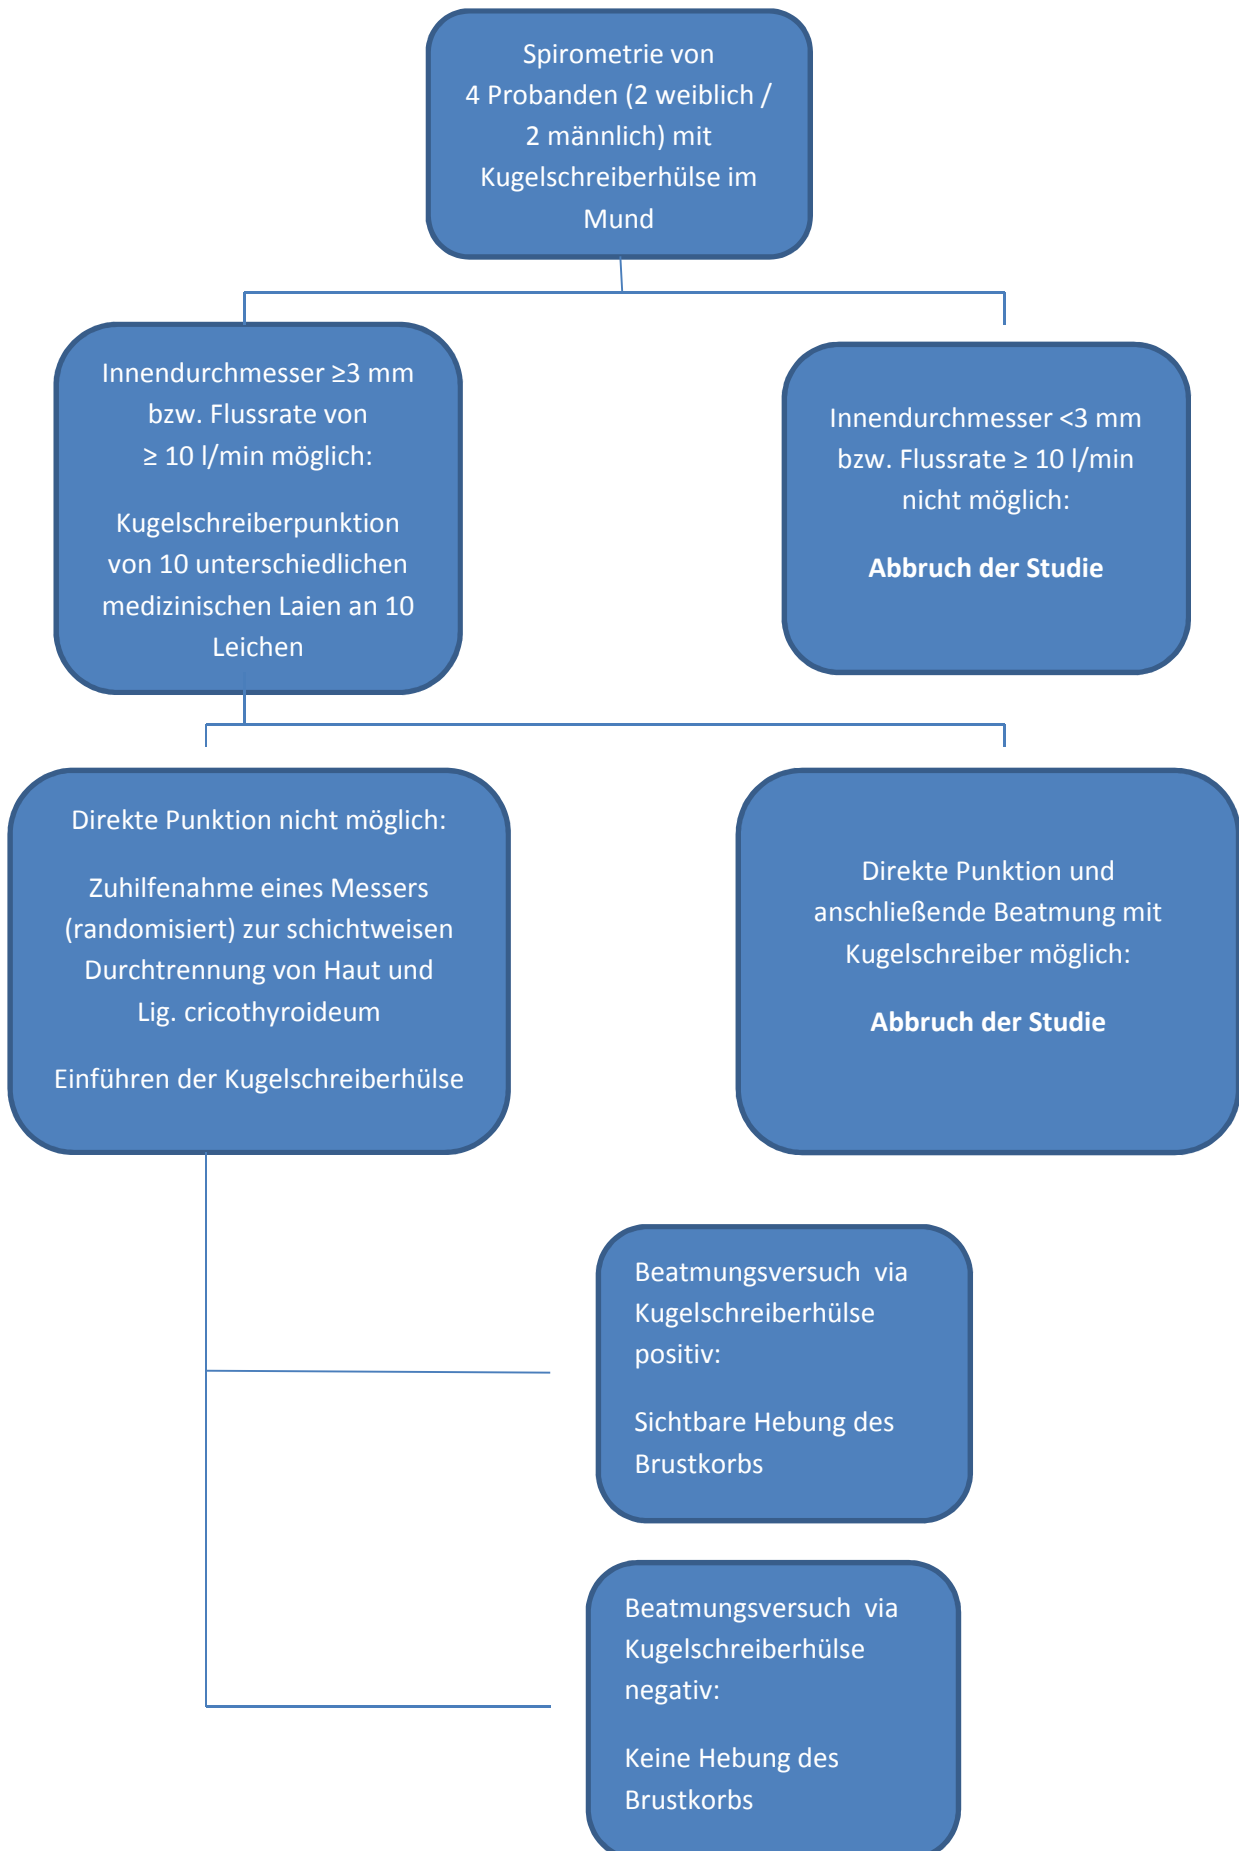 Spirometrie von
4 Probanden (2 weiblich /
2 männlich) mit
Kugelschreiberhülse im
Mund
Innendurchmesser ≥3 mm
bzw. Flussrate von
≥ 10 l/min möglich:
Kugelschreiberpunktion
von 10 unterschiedlichen
medizinischen Laien an 10
Leichen
Innendurchmesser <3 mm
bzw. Flussrate ≥ 10 l/min
nicht möglich:
Abbruch der Studie
Direkte Punktion nicht möglich:
Zuhilfenahme eines Messers
(randomisiert) zur schichtweisen
Durchtrennung von Haut und
Lig. cricothyroideum
Einführen der Kugelschreiberhülse
Direkte Punktion und
anschließende Beatmung mit
Kugelschreiber möglich:
Abbruch der Studie
Beatmungsversuch via
Kugelschreiberhülse
positiv:
Sichtbare Hebung des
Brustkorbs
Beatmungsversuch via
Kugelschreiberhülse
negativ:
Keine Hebung des
Brustkorbs